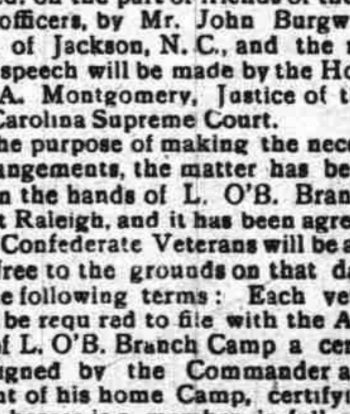 officers, by Mr. John Burgw
of Jackson, N. C., and the
speech will be made by the Ho
A. Montgomery, Justice of t
Carolina Supreme Court.
he purpose of making the nece
angements, the matter has be
n the hands of L. O'B. Bran
t Raleigh, and it has been agre
Confederate Veterans will be a
free to the grounds on that da
e following terms: Each ve
be requ red to file with the A
f L. O'B. Branch Camp a cer
igned by the Commander a
nt of his home Camp, certify